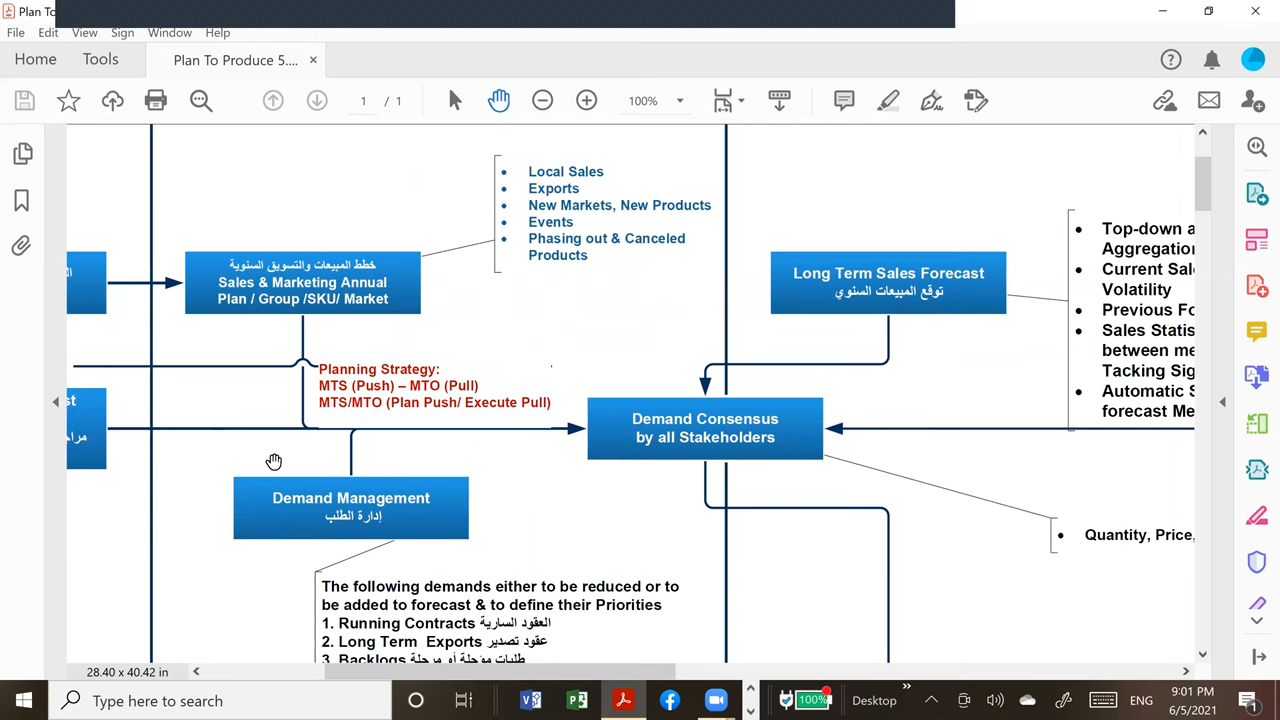 Plan To
File Edit View Sign Window Help
Home Tools Plan To Produce 5....
1 / 1
100%
Local Sales
Exports
New Markets, New Products
Events
Phasing out & Canceled
Products
خطط المبيعات والتسويق السنوية
Sales & Marketing Annual
Plan / Group /SKU/ Market
Long Term Sales Forecast
توقع المبيعات السنوي
Top-down a
Aggregation
Current Sal
Volatility
Previous Fo
Sales Statis
between me
Tacking Sig
Automatic S
forecast Me
Planning Strategy:
MTS (Push) – MTO (Pull)
MTS/MTO (Plan Push/ Execute Pull)
st
Demand Consensus
by all Stakeholders
Demand Management
إدارة الطلب
Quantity, Price,
The following demands either to be reduced or to
be added to forecast & to define their Priorities
1. Running Contracts العقود السارية
2. Long Term Exports عقود تصدير
3. Backlogs طلبات مؤجلة أو مرحلة
28.40 x 40.42 in
Type here to search
100%
Desktop
ENG
9:01 PM
6/5/2021
1